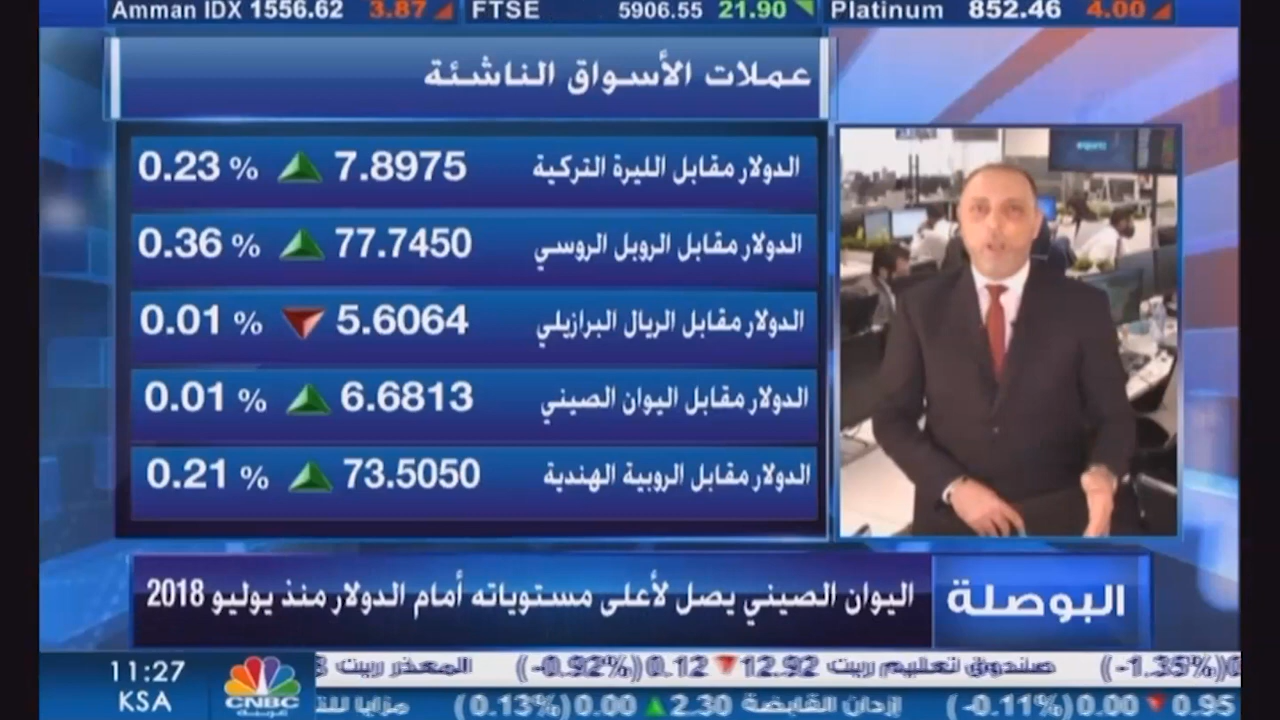 Amman IDX 1556.62 3.87 FTSE 5906.55 21.90 Platinum 852.46 4.00
عملات الأسواق الناشئة
الدولار مقابل الليرة التركية 7.8975 0.23 %
الدولار مقابل الروبل الروسي 77.7450 0.36 %
الدولار مقابل الريال البرازيلي 5.6064 0.01 %
الدولار مقابل اليوان الصيني 6.6813 0.01 %
الدولار مقابل الروبية الهندية 73.5050 0.21 %
البوصلة
اليوان الصيني يصل لأعلى مستوياته أمام الدولار منذ يوليو 2018
(-1.35%) صندوق تعليم ريت 12.92 0.12 (-0.92%) المعذر ريت
0.95 0.00 (-0.11%) 2.30 0.00 (0.13%)
11:27
KSA
CNBC
عربية